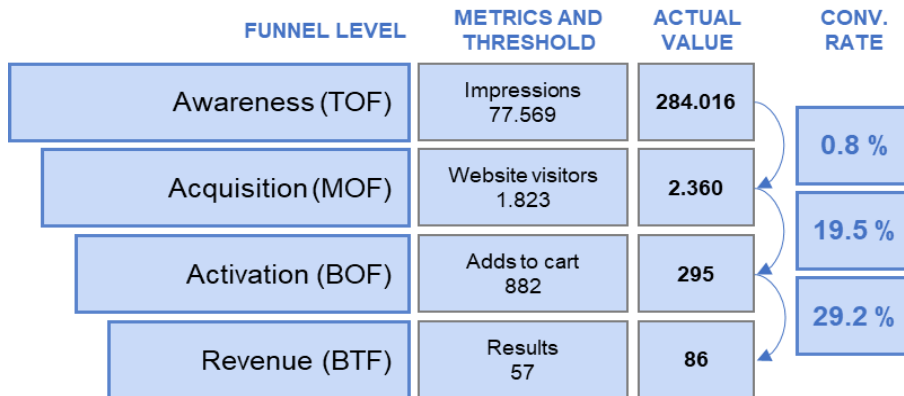 FUNNEL LEVEL
METRICS AND
THRESHOLD
ACTUAL
VALUE
CONV.
RATE
Awareness (TOF)
Impressions
77.569
284.016
0.8 %
Acquisition (MOF)
Website visitors
1.823
2.360
19.5 %
Activation (BOF)
Adds to cart
882
295
29.2 %
Revenue (BTF)
Results
57
86